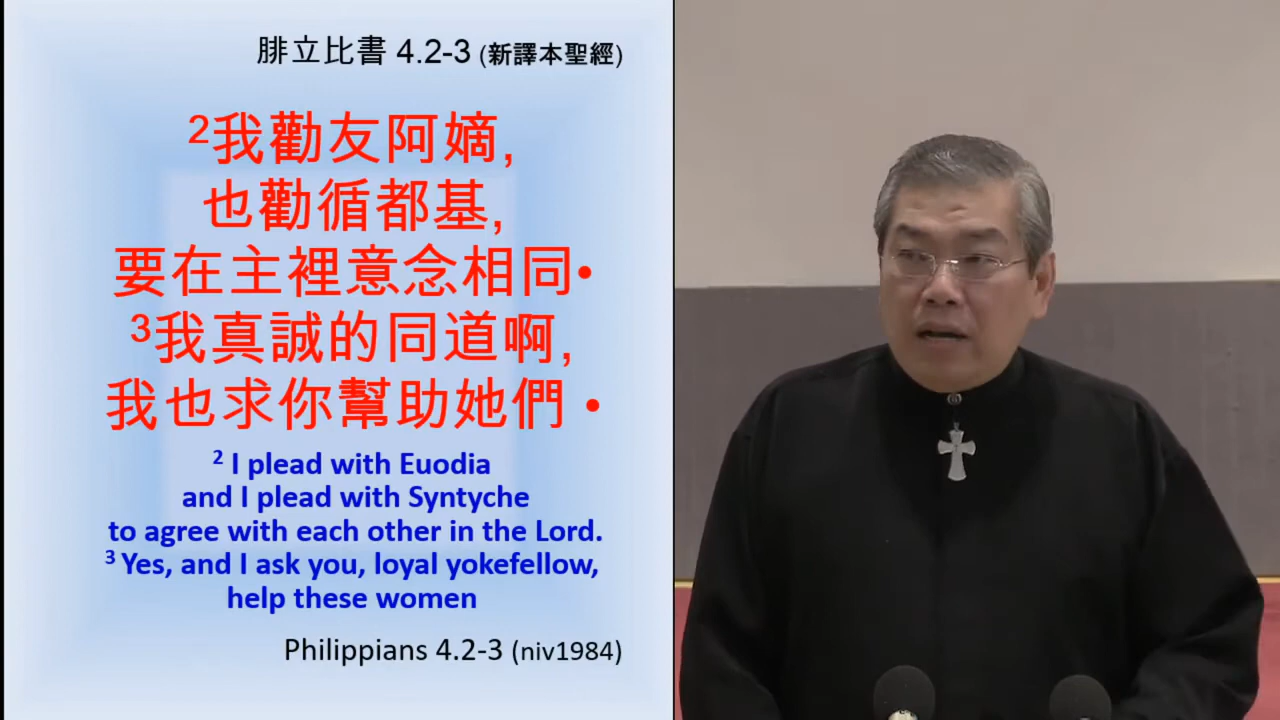 腓立比書 4.2-3 (新譯本聖經)
²我勸友阿嫡,
也勸循都基,
要在主裡意念相同•
³我真誠的同道啊,
我也求你幫助她們 •
² I plead with Euodia
and I plead with Syntyche
to agree with each other in the Lord.
³ Yes, and I ask you, loyal yokefellow,
help these women
Philippians 4.2-3 (niv1984)